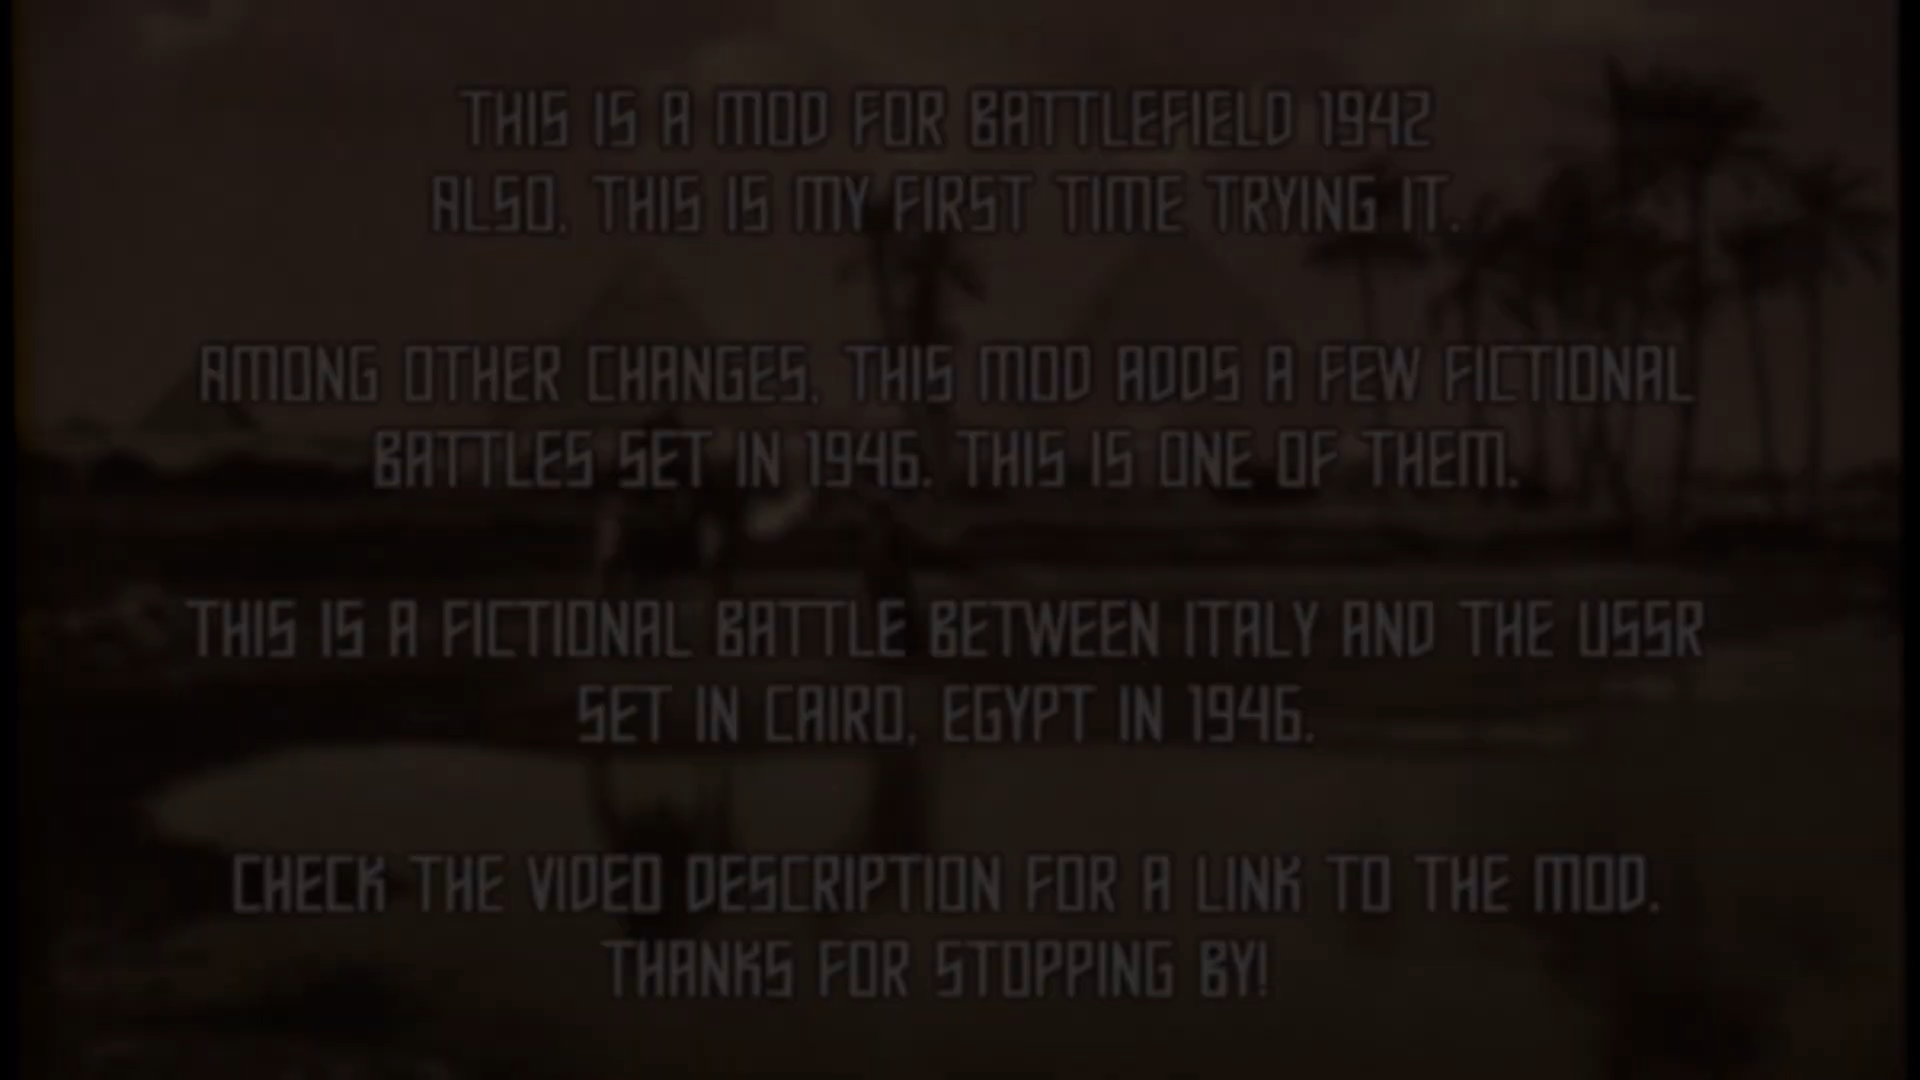 THIS IS A MOD FOR BATTLEFIELD 1942
ALSO, THIS IS MY FIRST TIME TRYING IT.
AMONG OTHER CHANGES, THIS MOD ADDS A FEW FICTIONAL
BATTLES SET IN 1946. THIS IS ONE OF THEM.
THIS IS A FICTIONAL BATTLE BETWEEN ITALY AND THE USSR
SET IN CAIRO, EGYPT IN 1946.
CHECK THE VIDEO DESCRIPTION FOR A LINK TO THE MOD.
THANKS FOR STOPPING BY!